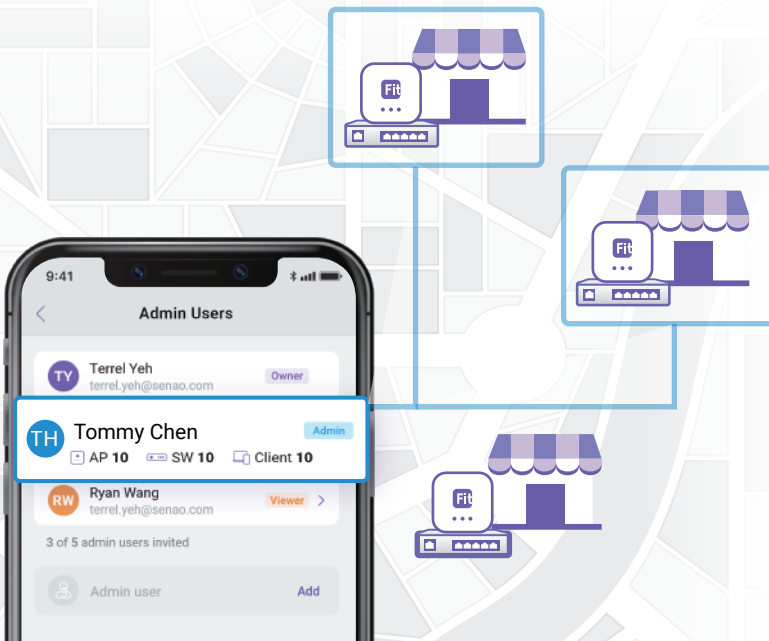 Fit
Fit
9:41
Admin Users
TY
Terrel Yeh
terrel.yeh@senao.com
Owner
TH
Tommy Chen
Admin
AP 10
SW 10
Client 10
RW
Ryan Wang
terrel.yeh@senao.com
Viewer
Fit
3 of 5 admin users invited
Admin user
Add